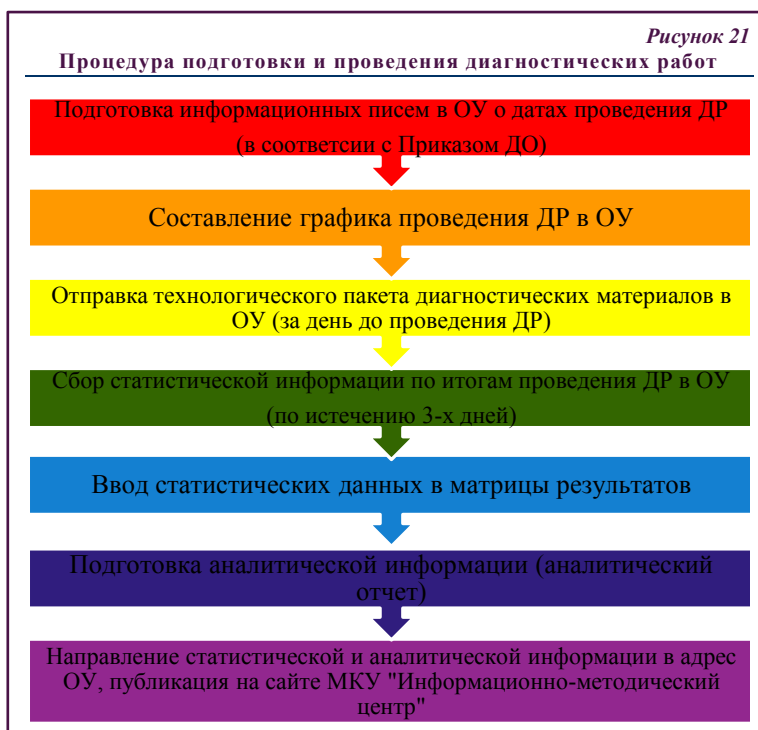 Рисунок 21
Процедура подготовки и проведения диагностических работ
Подготовка информационных писем в ОУ о датах проведения ДР
(в соответсии с Приказом ДО)
Составление графика проведения ДР в ОУ
Отправка технологического пакета диагностических материалов в
ОУ (за день до проведения ДР)
Сбор статистической информации по итогам проведения ДР в ОУ
(по истечению 3-х дней)
Ввод статистических данных в матрицы результатов
Подготовка аналитической информации (аналитический
отчет)
Направление статистической и аналитической информации в адрес
ОУ, публикация на сайте МКУ "Информационно-методический
центр"